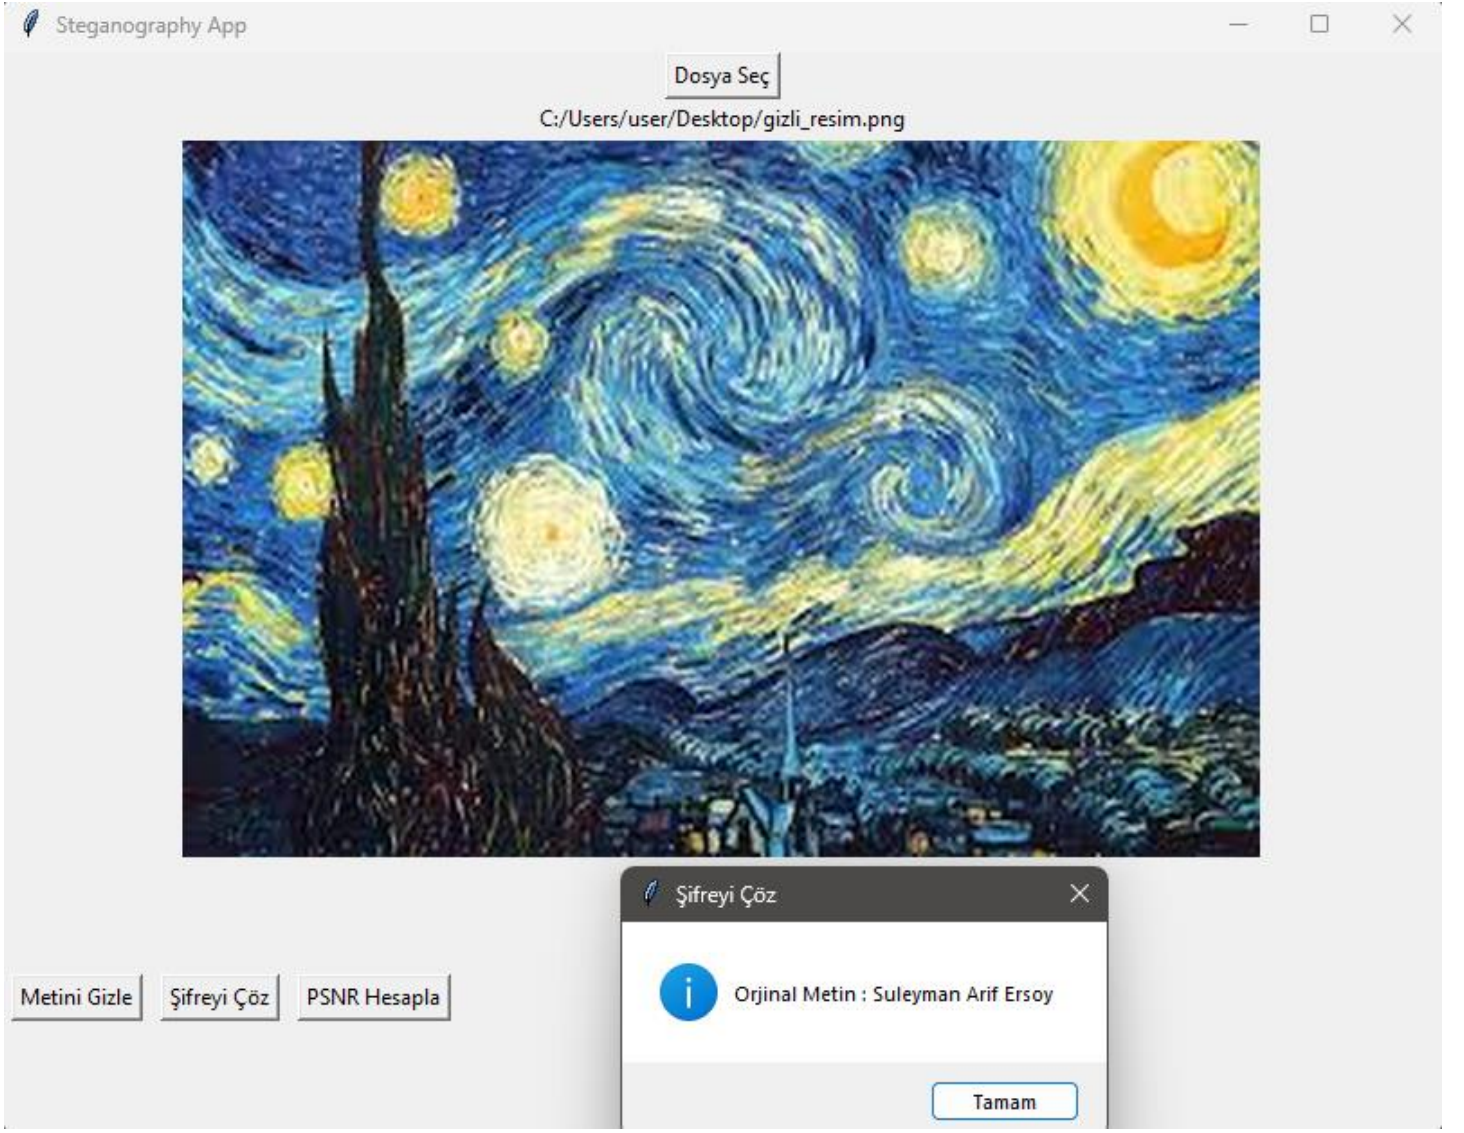 Steganography App
Dosya Seç
C:/Users/user/Desktop/gizli_resim.png
Şifreyi Çöz
Orjinal Metin : Suleyman Arif Ersoy
Metini Gizle Şifreyi Çöz PSNR Hesapla
Tamam